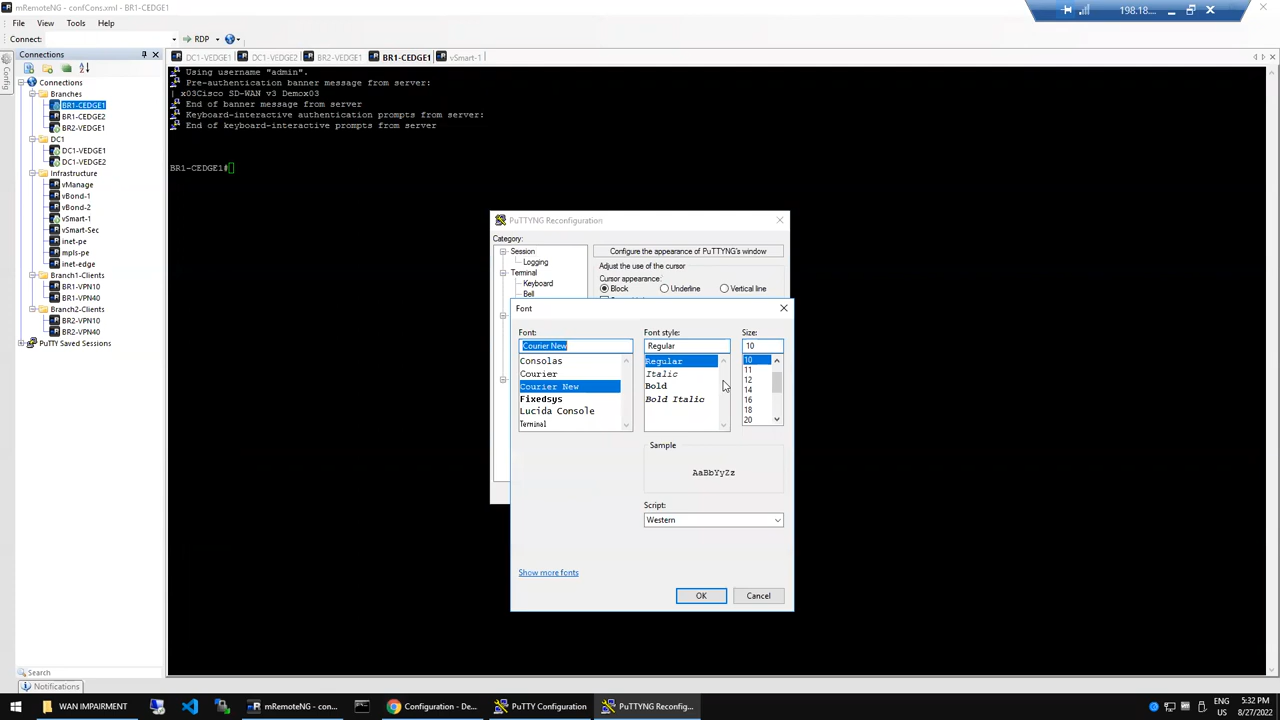 mRemoteNG - confCons.xml - BR1-CEDGE1
198.18....
File View Tools Help
Connect: RDP
Connections
Config
DC1-VEDGE1 DC1-VEDGE2 BR2-VEDGE1 BR1-CEDGE1 vSmart-1
Connections
Branches
BR1-CEDGE1
BR1-CEDGE2
BR2-VEDGE1
DC1
DC1-VEDGE1
DC1-VEDGE2
Infrastructure
vManage
vBond-1
vBond-2
vSmart-1
vSmart-Sec
inet-pe
mpls-pe
inet-edge
Branch1-Clients
BR1-VPN10
BR1-VPN40
Branch2-Clients
BR2-VPN10
BR2-VPN40
PuTTY Saved Sessions
Search
Notifications
Using username "admin".
Pre-authentication banner message from server:
| x03Cisco SD-WAN v3 Demox03
End of banner message from server
Keyboard-interactive authentication prompts from server:
End of keyboard-interactive prompts from server
BR1-CEDGE1#
PuTTYNG Reconfiguration
Category:
Session
Logging
Terminal
Keyboard
Bell
Configure the appearance of PuTTYNG's window
Adjust the use of the cursor
Cursor appearance:
Block Underline Vertical line
Font
Font:
Courier New
Consolas
Courier
Courier New
Fixedsys
Lucida Console
Terminal
Font style:
Regular
Regular
Italic
Bold
Bold Italic
Size:
10
10
11
12
14
16
18
20
Sample
AaBbYyZz
Script:
Western
Show more fonts
OK Cancel
WAN IMPAIRMENT
mRemoteNG - con...
Configuration - De...
PuTTY Configuration
PuTTYNG Reconfig...
ENG
US
5:32 PM
8/27/2022